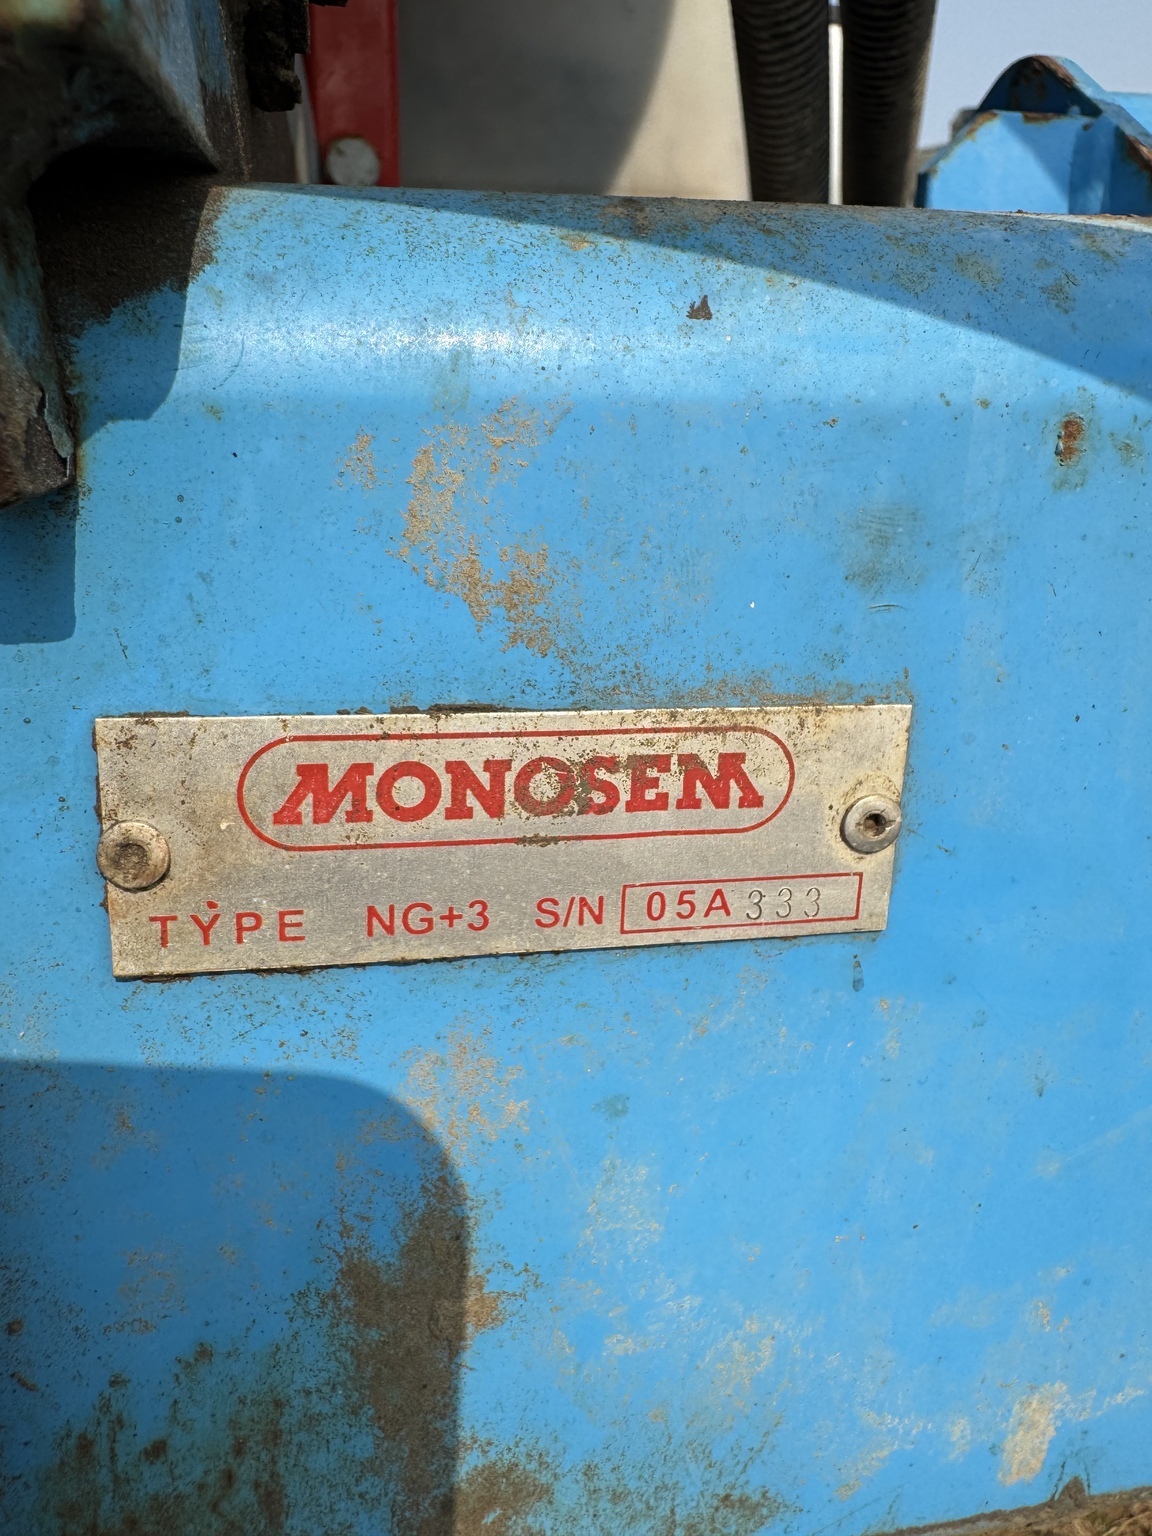 MONOSEM
TYPE NG+3 S/N 05A333